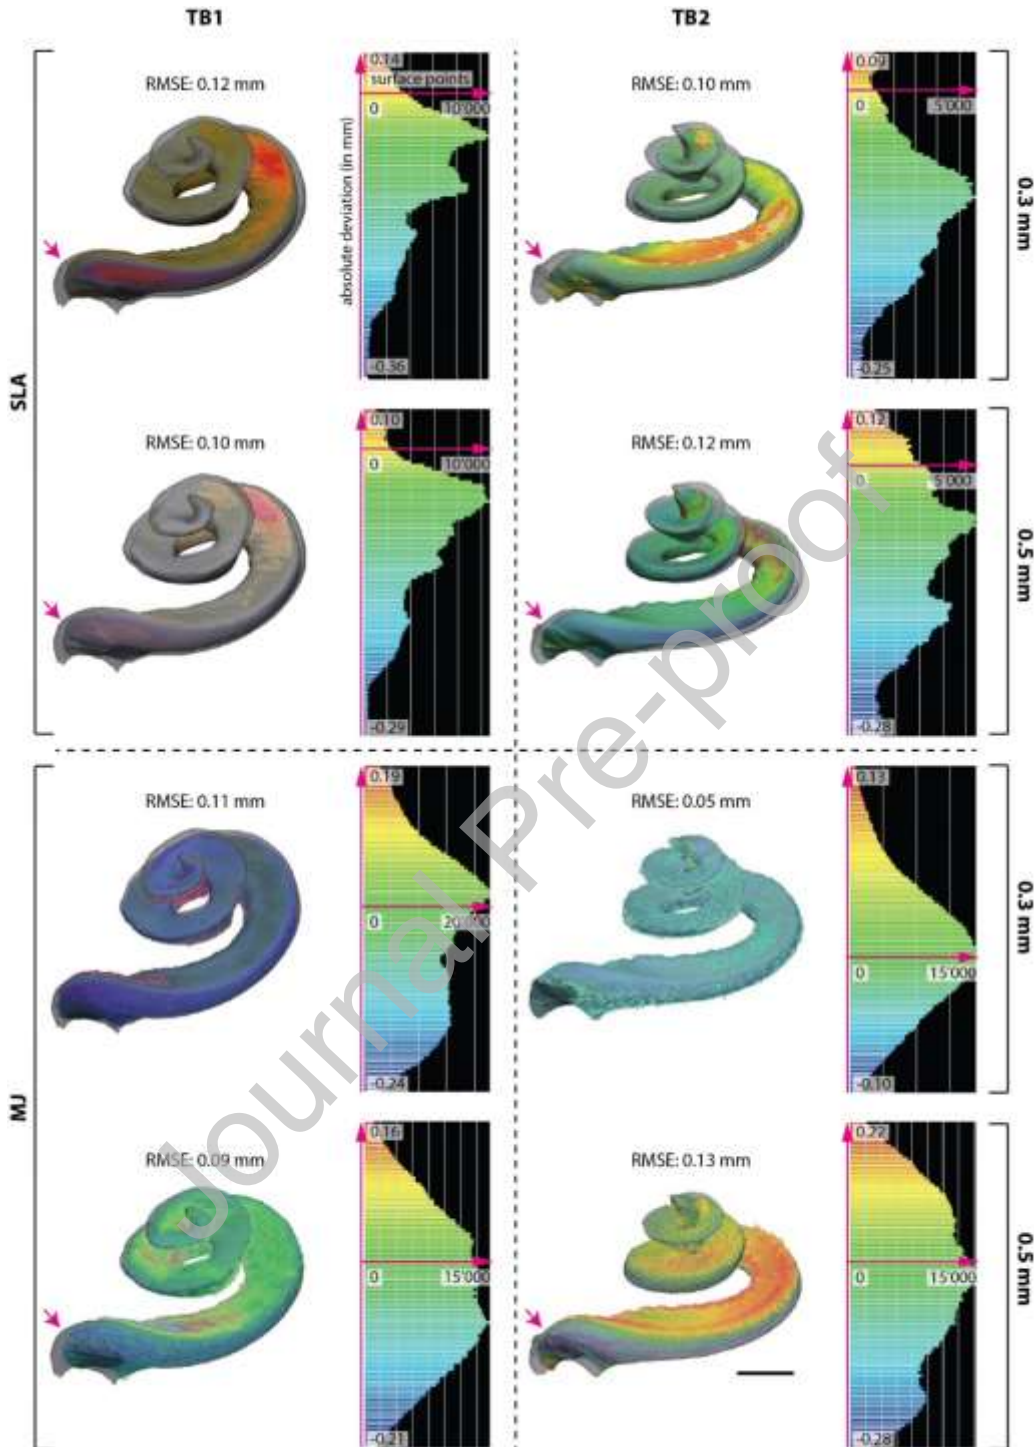 TB1
TB2
SLA
RMSE: 0.12 mm
absolute deviation (in mm)
0.14
surface points
0
10'000
-0.36
RMSE: 0.10 mm
0.09
0
5'000
-0.25
0.3 mm
RMSE: 0.10 mm
0.10
0
10'000
-0.29
RMSE: 0.12 mm
0.12
0
5'000
-0.28
0.5 mm
MJ
RMSE: 0.11 mm
0.19
0
20'000
-0.24
RMSE: 0.05 mm
0.13
0
15'000
-0.10
0.3 mm
RMSE: 0.09 mm
0.16
0
15'000
-0.21
RMSE: 0.13 mm
0.22
0
15'000
-0.28
0.5 mm
Journal Pre-proof